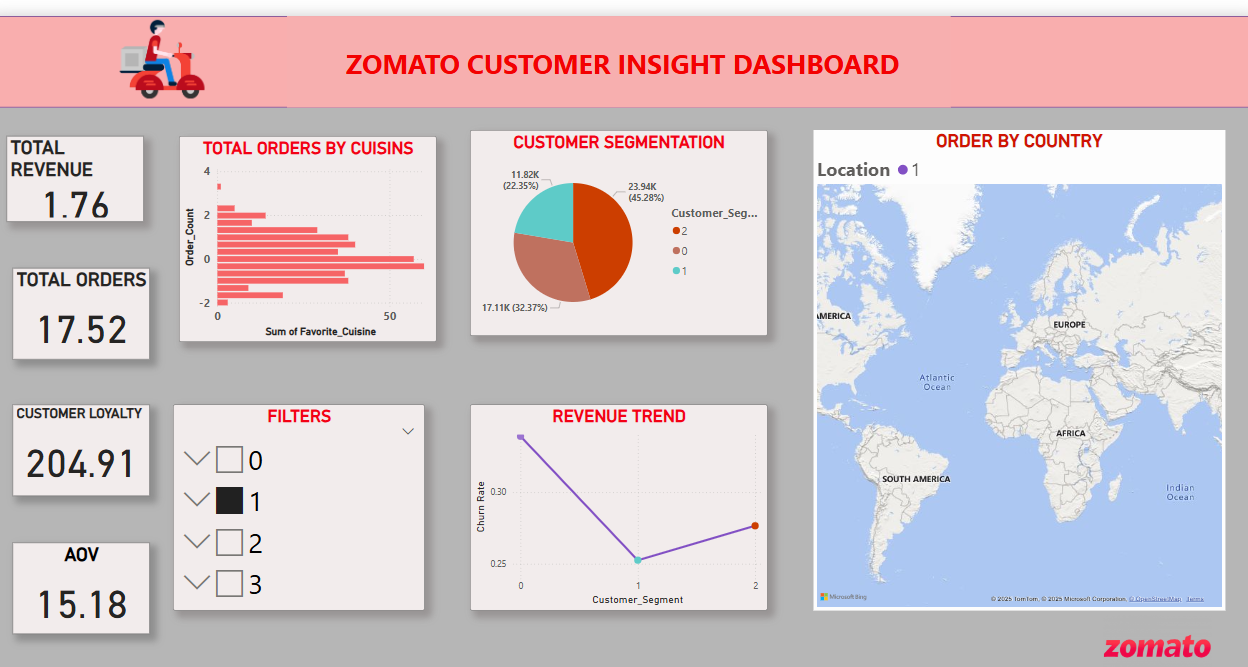 ZOMATO CUSTOMER INSIGHT DASHBOARD
TOTAL
REVENUE
1.76
TOTAL ORDERS
17.52
CUSTOMER LOYALTY
204.91
AOV
15.18
TOTAL ORDERS BY CUISINS
4
2
0
-2
Order_Count
0
50
Sum of Favorite_Cuisine
CUSTOMER SEGMENTATION
11.82K
(22.35%)
23.94K
(45.28%)
17.11K (32.37%)
Customer_Seg...
2
0
1
FILTERS
0
1
2
3
REVENUE TREND
Churn Rate
0.30
0.25
0
1
2
Customer_Segment
ORDER BY COUNTRY
Location 1
AMERICA
EUROPE
Atlantic
Ocean
AFRICA
SOUTH AMERICA
Indian
Ocean
Microsoft Bing
© 2025 TomTom, © 2025 Microsoft Corporation, © OpenStreetMap Terms
zomato